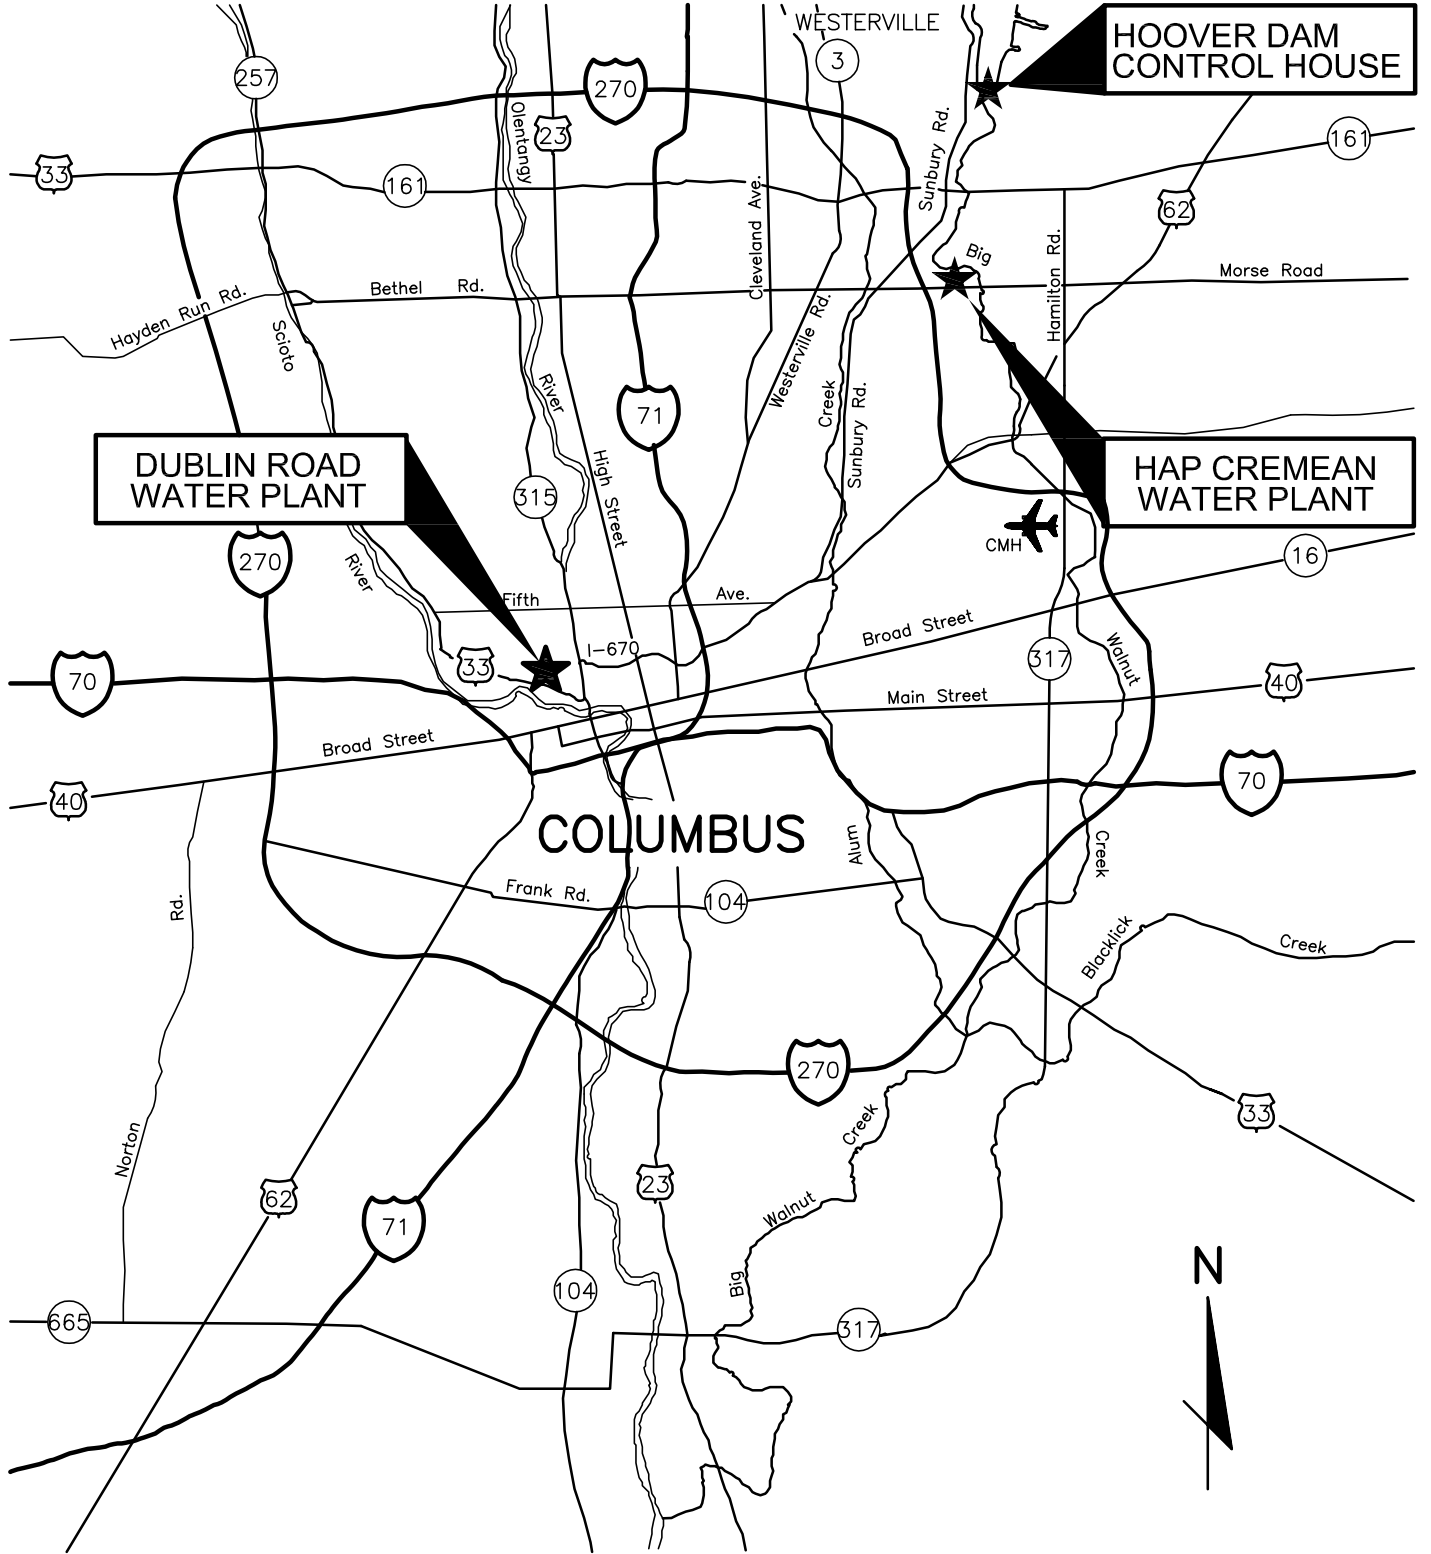 WESTERVILLE
HOOVER DAM
CONTROL HOUSE
3
257
270
Olentangy
23
Sunbury Rd.
161
33
161
62
Cleveland Ave.
Hamilton Rd.
Big
Morse Road
Bethel Rd.
Hayden Run Rd.
Scioto
Westerville Rd.
River
Creek
Sunbury Rd.
71
DUBLIN ROAD
WATER PLANT
HAP CREMEAN
WATER PLANT
315
High Street
CMH
16
270
River
Fifth Ave.
Broad Street
I-670
33
317
Walnut
70
40
Main Street
Broad Street
40
70
COLUMBUS
Alum
Creek
Frank Rd.
104
Rd.
Blacklick
Creek
270
33
Creek
Norton
23
62
Walnut
71
Big
N
104
665
317